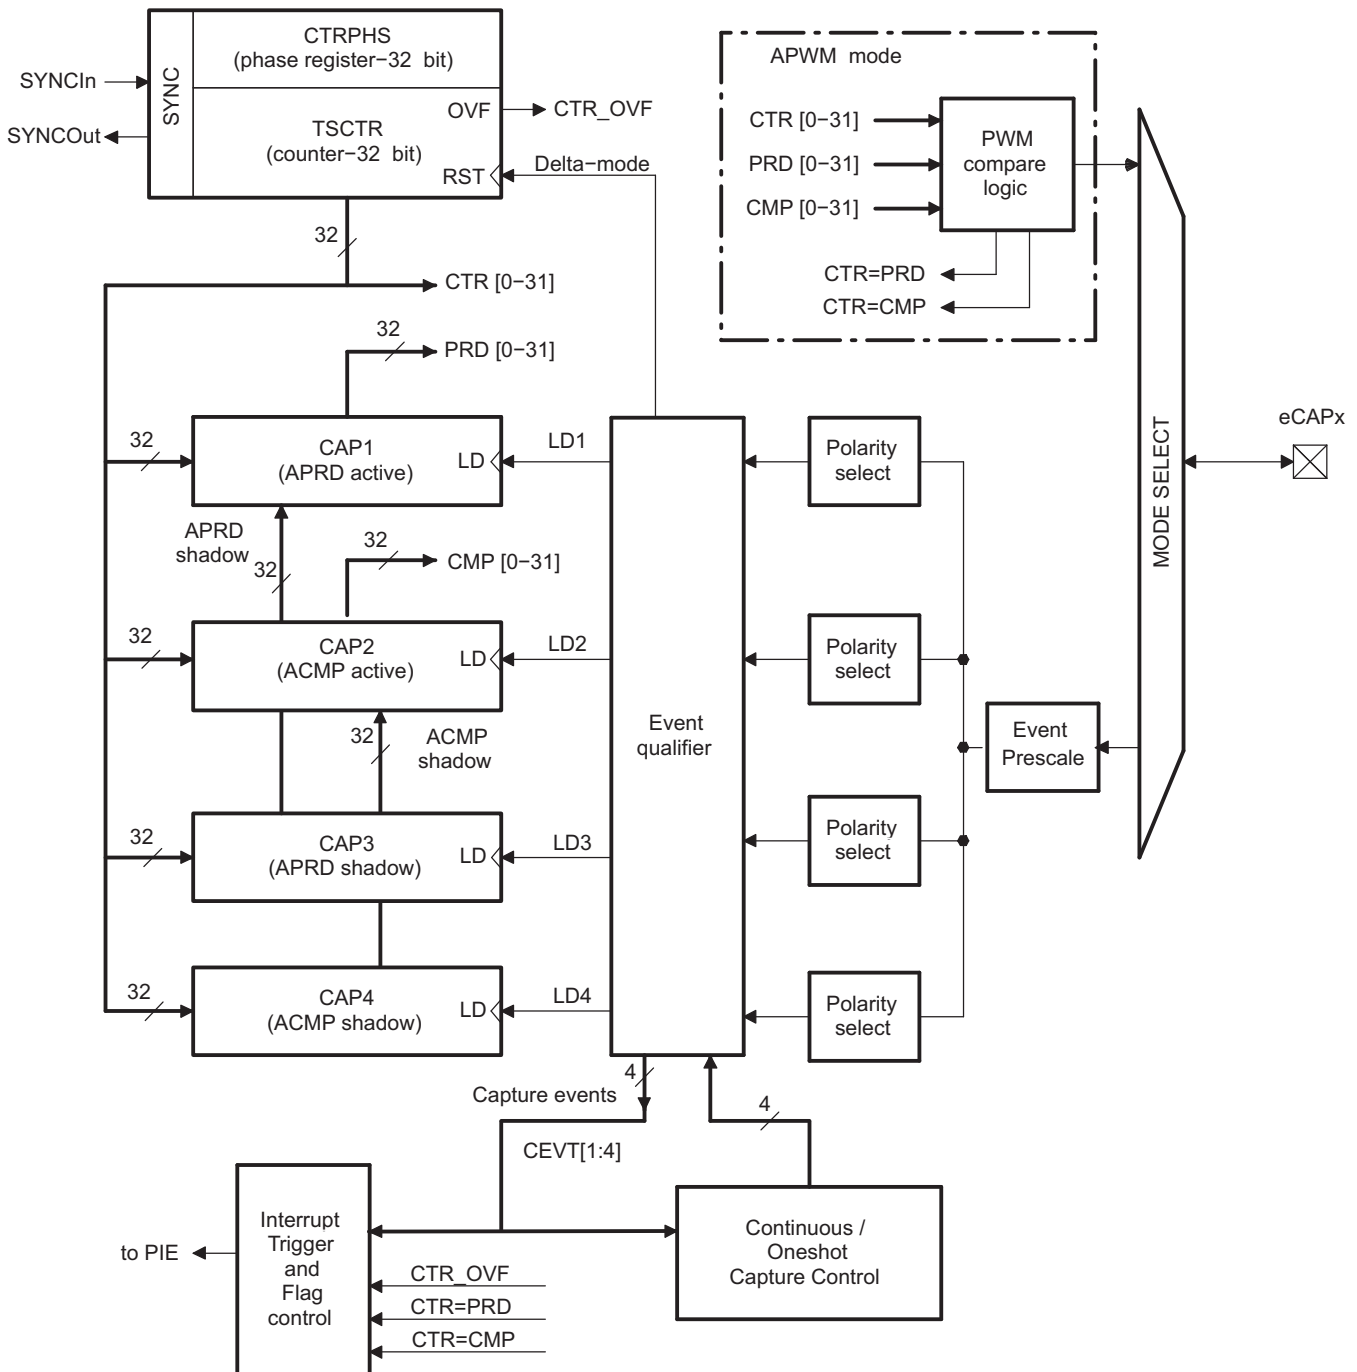 CTRPHS
(phase register−32 bit)
SYNC
SYNCIn
SYNCOut
OVF
CTR_OVF
TSCTR
(counter−32 bit)
RST
Delta−mode
32
CTR [0−31]
32
PRD [0−31]
APWM mode
CTR [0−31]
PRD [0−31]
CMP [0−31]
PWM
compare
logic
CTR=PRD
CTR=CMP
MODE SELECT
eCAPx
32
CAP1
(APRD active)
LD
LD1
Polarity
select
APRD
shadow
32
32
CMP [0−31]
32
CAP2
(ACMP active)
LD
LD2
Polarity
select
32
ACMP
shadow
Event
qualifier
Event
Prescale
32
CAP3
(APRD shadow)
LD
LD3
Polarity
select
32
CAP4
(ACMP shadow)
LD
LD4
Polarity
select
4
Capture events
CEVT[1:4]
4
Interrupt
Trigger
and
Flag
control
to PIE
CTR_OVF
CTR=PRD
CTR=CMP
Continuous /
Oneshot
Capture Control